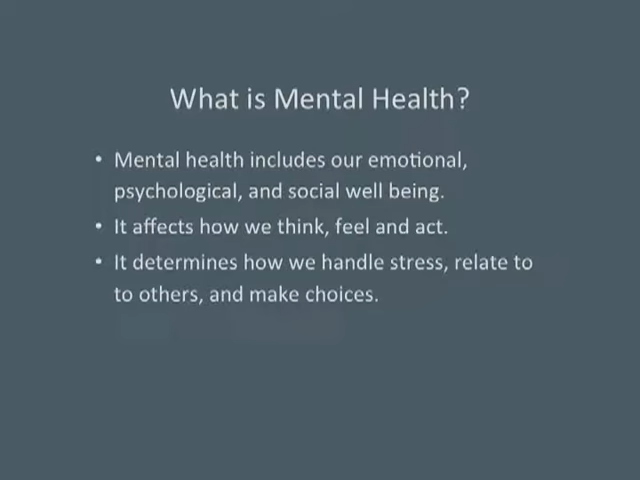 What is Mental Health?
• Mental health includes our emotional,
psychological, and social well being.
• It affects how we think, feel and act.
• It determines how we handle stress, relate to
to others, and make choices.